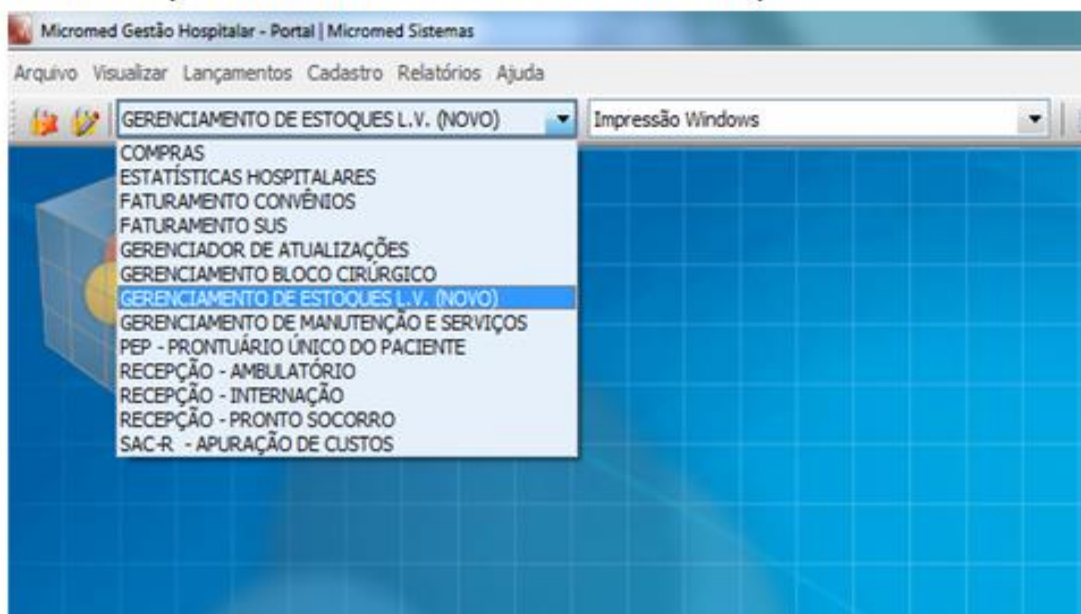 Micromed Gestão Hospitalar - Portal | Micromed Sistemas
Arquivo Visualizar Lançamentos Cadastro Relatórios Ajuda
GERENCIAMENTO DE ESTOQUES L.V. (NOVO) Impressão Windows
COMPRAS
ESTATÍSTICAS HOSPITALARES
FATURAMENTO CONVÊNIOS
FATURAMENTO SUS
GERENCIADOR DE ATUALIZAÇÕES
GERENCIAMENTO BLOCO CIRÚRGICO
GERENCIAMENTO DE ESTOQUES L.V. (NOVO)
GERENCIAMENTO DE MANUTENÇÃO E SERVIÇOS
PEP - PRONTUÁRIO ÚNICO DO PACIENTE
RECEPÇÃO - AMBULATÓRIO
RECEPÇÃO - INTERNAÇÃO
RECEPÇÃO - PRONTO SOCORRO
SAC-R - APURAÇÃO DE CUSTOS